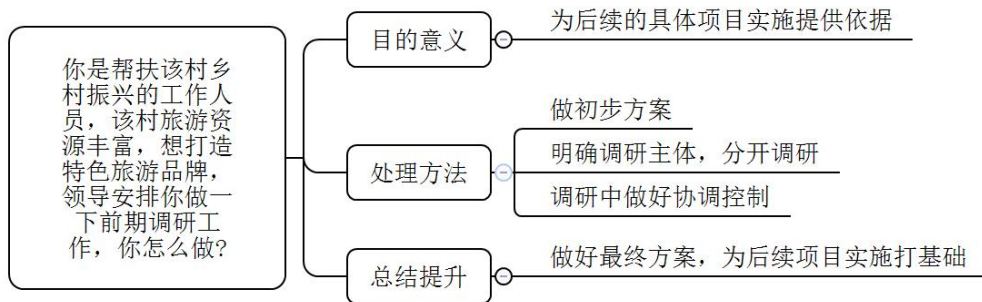 你是帮扶该村乡
村振兴的工作人
员，该村旅游资
源丰富，想打造
特色旅游品牌，
领导安排你做一
下前期调研工
作，你怎么做?
目的意义
为后续的具体项目实施提供依据
处理方法
做初步方案
明确调研主体，分开调研
调研中做好协调控制
总结提升
做好最终方案，为后续项目实施打基础